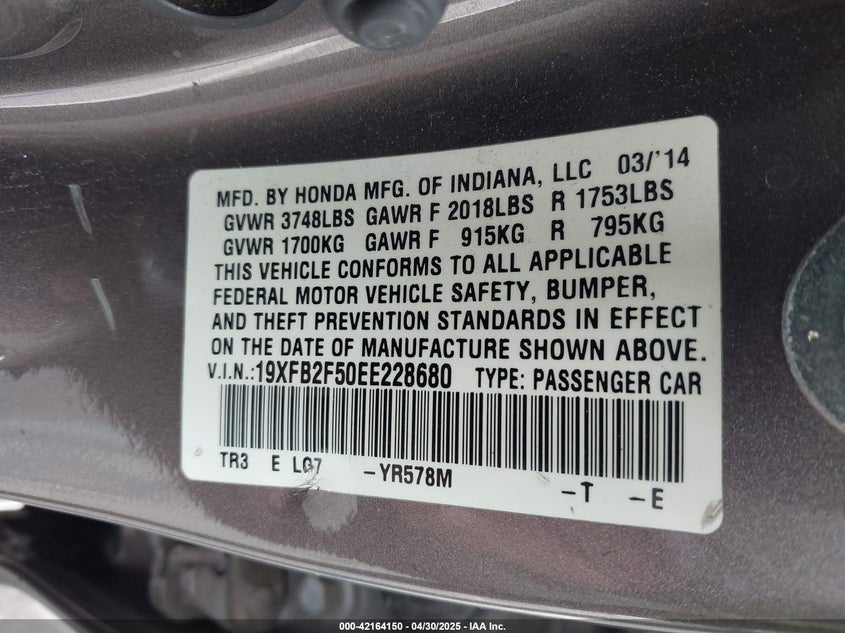 MFD. BY HONDA MFG. OF INDIANA, LLC 03/'14
GVWR 3748LBS GAWR F 2018LBS R 1753LBS
GVWR 1700KG GAWR F 915KG R 795KG
THIS VEHICLE CONFORMS TO ALL APPLICABLE
FEDERAL MOTOR VEHICLE SAFETY, BUMPER,
AND THEFT PREVENTION STANDARDS IN EFFECT
ON THE DATE OF MANUFACTURE SHOWN ABOVE.
V.I.N.:19XFB2F50EE228680 TYPE: PASSENGER CAR
TR3 E L07 -YR578M -T -E
000-42164150 - 04/30/2025 - IAA Inc.